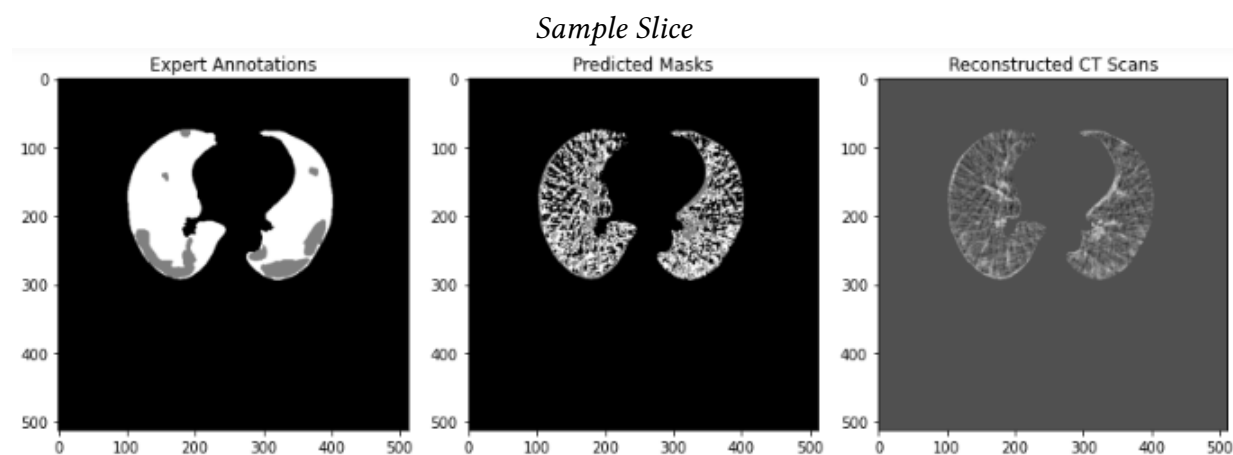 Sample Slice
Expert Annotations
Predicted Masks
Reconstructed CT Scans
0
100
200
300
400
500
0 100 200 300 400 500
0
100
200
300
400
500
0 100 200 300 400 500
0
100
200
300
400
500
0 100 200 300 400 500